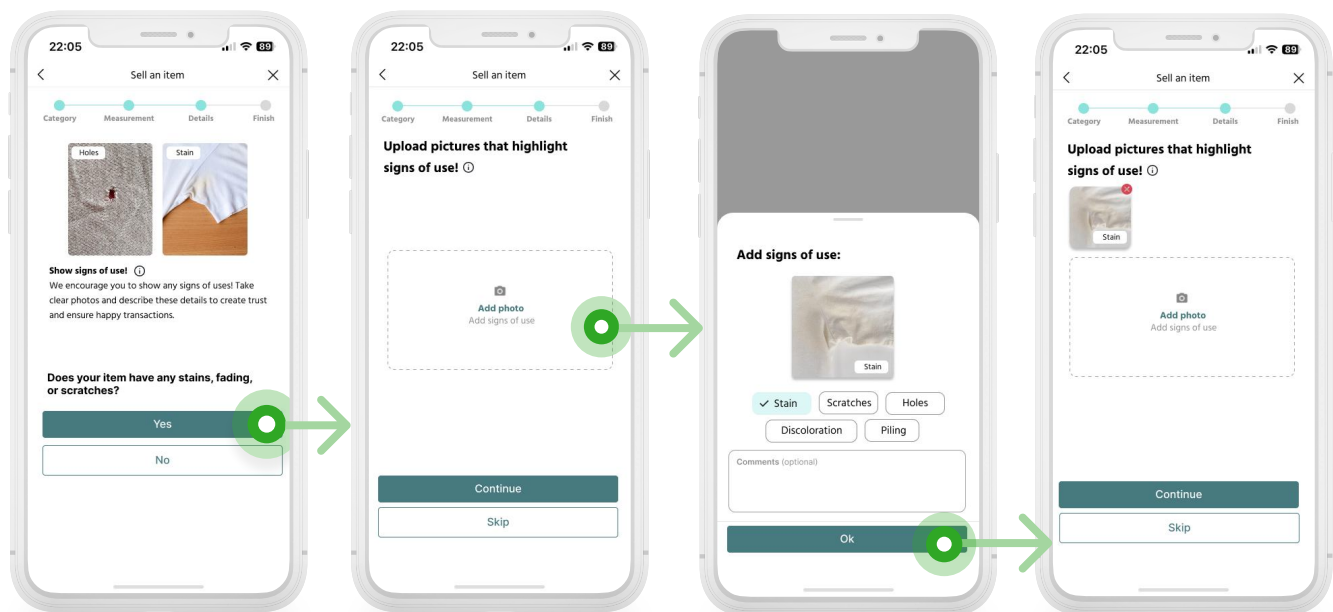 22:05
89
Sell an item
Category Measurement Details Finish
Holes
Stain
Show signs of use!
We encourage you to show any signs of uses! Take
clear photos and describe these details to create trust
and ensure happy transactions.
Does your item have any stains, fading,
or scratches?
Yes
No
22:05
89
Sell an item
Category Measurement Details Finish
Upload pictures that highlight
signs of use!
Add photo
Add signs of use
Continue
Skip
Add signs of use:
Stain
Stain Scratches Holes
Discoloration Piling
Comments (optional)
Ok
22:05
89
Sell an item
Category Measurement Details Finish
Upload pictures that highlight
signs of use!
Stain
Add photo
Add signs of use
Continue
Skip